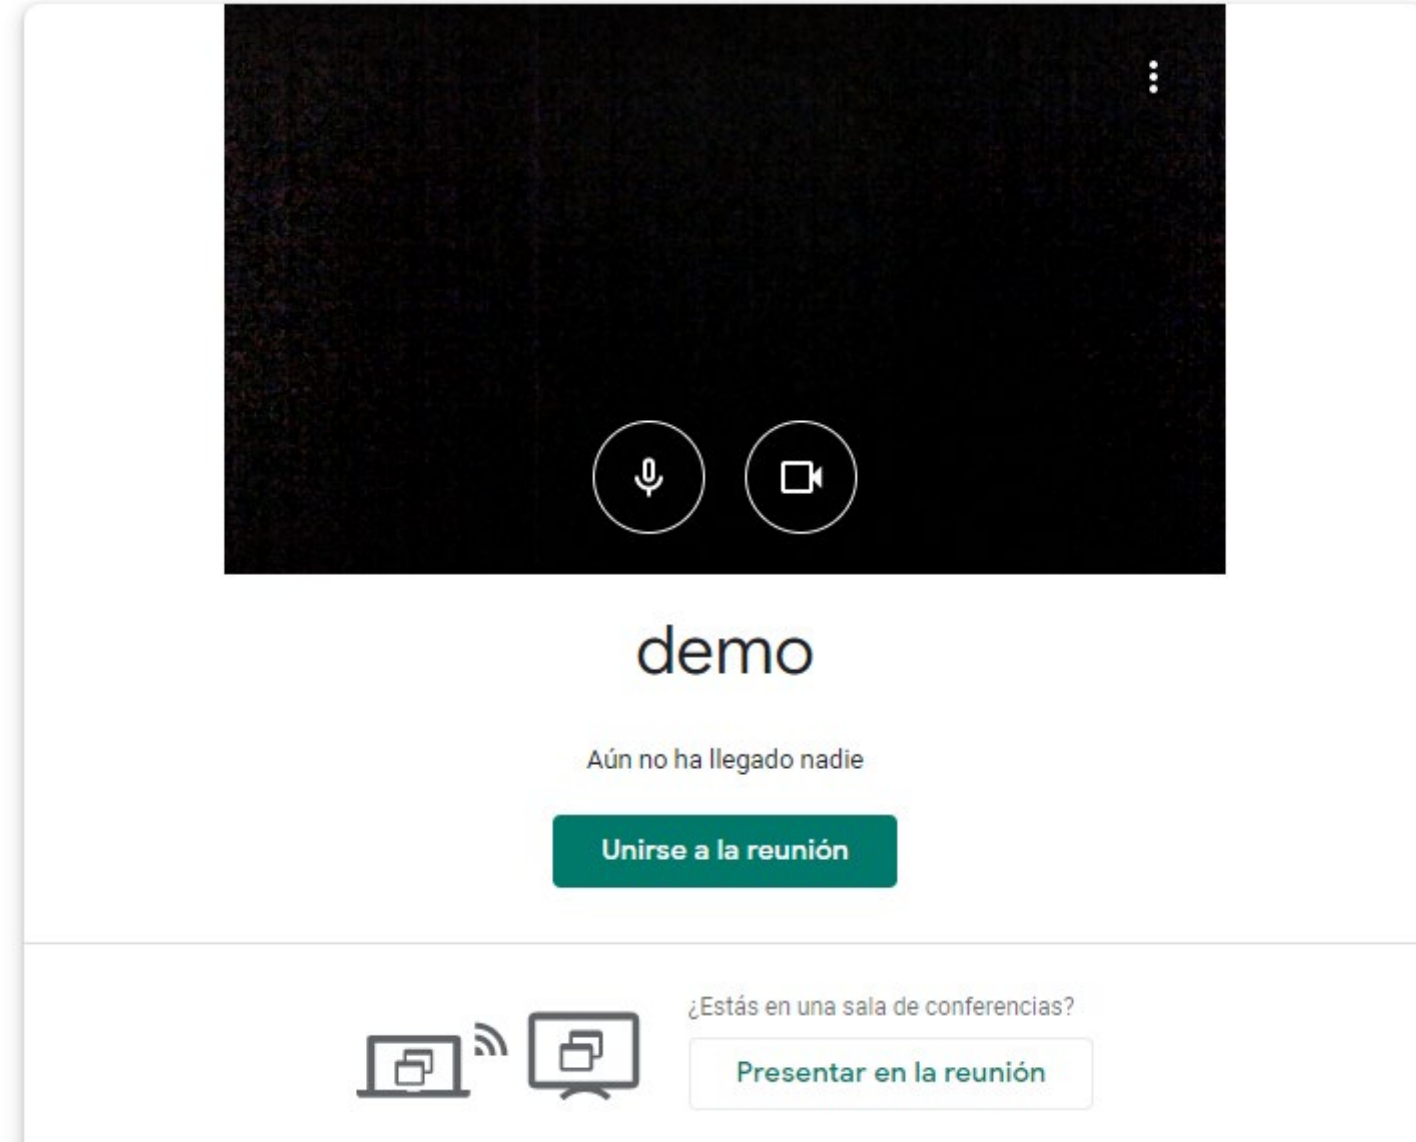 demo
Aún no ha llegado nadie
Unirse a la reunión
¿Estás en una sala de conferencias?
Presentar en la reunión